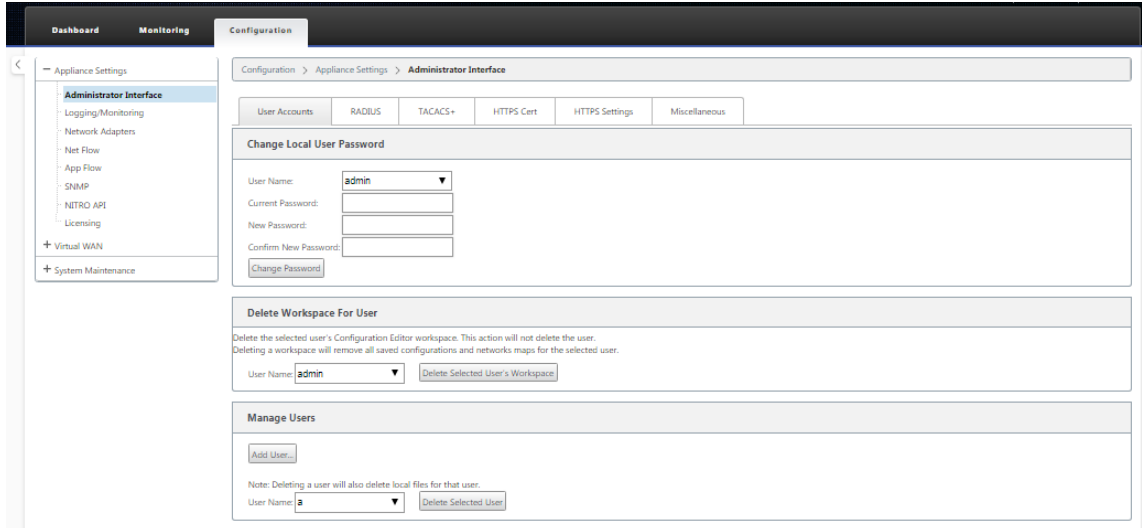 Dashboard Monitoring Configuration
Appliance Settings
Administrator Interface
Logging/Monitoring
Network Adapters
Net Flow
App Flow
SNMP
NITRO API
Licensing
Virtual WAN
System Maintenance
Configuration > Appliance Settings > Administrator Interface
User Accounts RADIUS TACACS+ HTTPS Cert HTTPS Settings Miscellaneous
Change Local User Password
User Name: admin
Current Password:
New Password:
Confirm New Password:
Change Password
Delete Workspace For User
Delete the selected user's Configuration Editor workspace. This action will not delete the user.
Deleting a workspace will remove all saved configurations and networks maps for the selected user.
User Name: admin Delete Selected User's Workspace
Manage Users
Add User...
Note: Deleting a user will also delete local files for that user.
User Name: a Delete Selected User